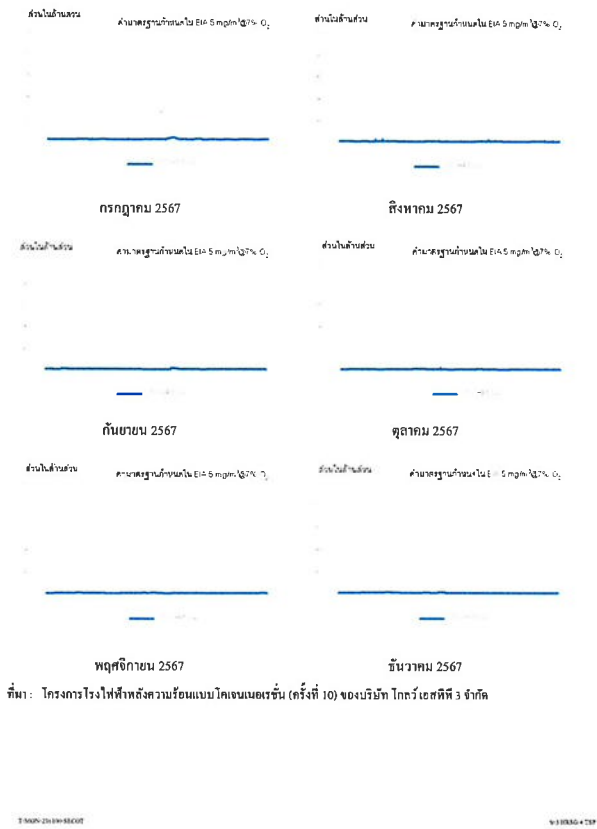 ส่วนในล้านส่วน ค่ามาตรฐานกำหนดใน EIA 5 mg/m³@7% O₂
ส่วนในล้านส่วน ค่ามาตรฐานกำหนดใน EIA 5 mg/m³@7% O₂
กรกฎาคม 2567
สิงหาคม 2567
ส่วนในล้านส่วน ค่ามาตรฐานกำหนดใน EIA 5 mg/m³@7% O₂
ส่วนในล้านส่วน ค่ามาตรฐานกำหนดใน EIA 5 mg/m³@7% O₂
กันยายน 2567
ตุลาคม 2567
ส่วนในล้านส่วน ค่ามาตรฐานกำหนดใน EIA 5 mg/m³@7% O₂
ส่วนในล้านส่วน ค่ามาตรฐานกำหนดใน EIA 5 mg/m³@7% O₂
พฤศจิกายน 2567
ธันวาคม 2567
ที่มา : โครงการโรงไฟฟ้าพลังความร้อนแบบโคเจนเนอเรชั่น (ครั้งที่ 10) ของบริษัท โกลว์ เอสพีพี 3 จำกัด